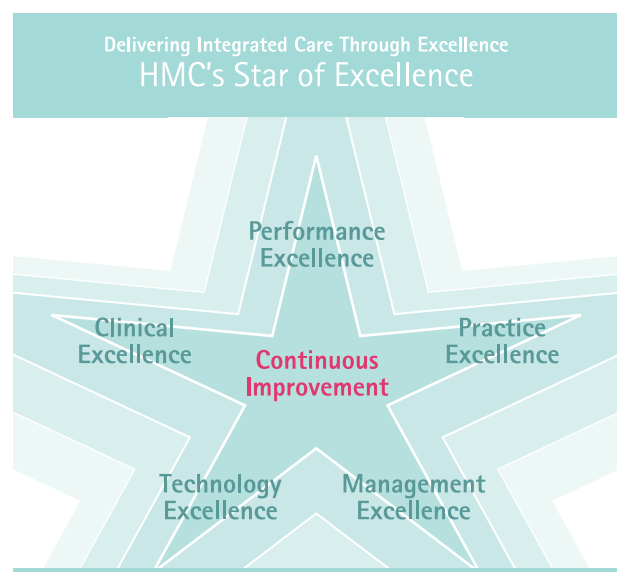 Delivering Integrated Care Through Excellence
HMC's Star of Excellence
Performance
Excellence
Clinical
Excellence
Practice
Excellence
Continuous
Improvement
Technology
Excellence
Management
Excellence